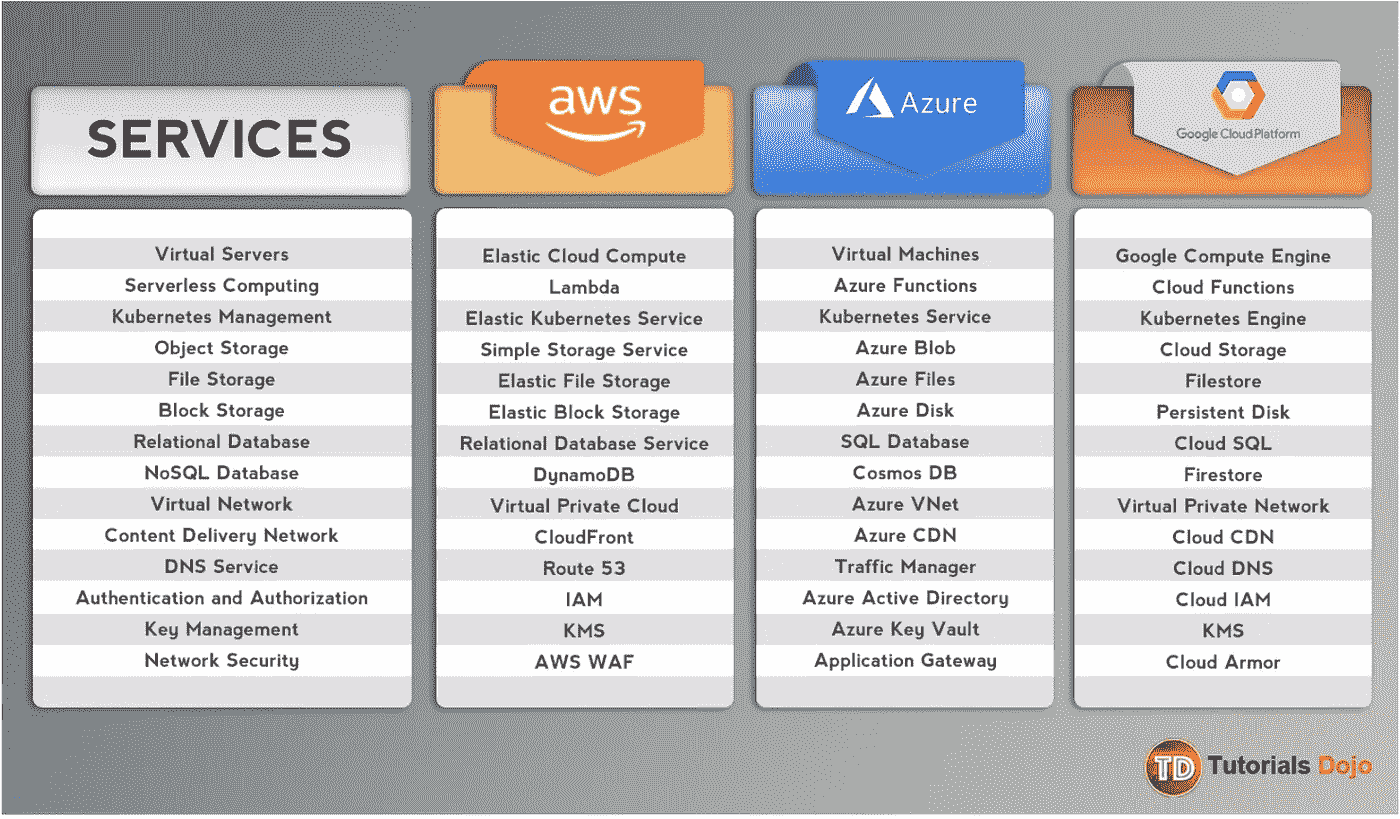 SERVICES
aws
Azure
Google Cloud Platform
Virtual Servers
Elastic Cloud Compute
Virtual Machines
Google Compute Engine
Serverless Computing
Lambda
Azure Functions
Cloud Functions
Kubernetes Management
Elastic Kubernetes Service
Kubernetes Service
Kubernetes Engine
Object Storage
Simple Storage Service
Azure Blob
Cloud Storage
File Storage
Elastic File Storage
Azure Files
Filestore
Block Storage
Elastic Block Storage
Azure Disk
Persistent Disk
Relational Database
Relational Database Service
SQL Database
Cloud SQL
NoSQL Database
DynamoDB
Cosmos DB
Firestore
Virtual Network
Virtual Private Cloud
Azure VNet
Virtual Private Network
Content Delivery Network
CloudFront
Azure CDN
Cloud CDN
DNS Service
Route 53
Traffic Manager
Cloud DNS
Authentication and Authorization
IAM
Azure Active Directory
Cloud IAM
Key Management
KMS
Azure Key Vault
KMS
Network Security
AWS WAF
Application Gateway
Cloud Armor
TD Tutorials Dojo